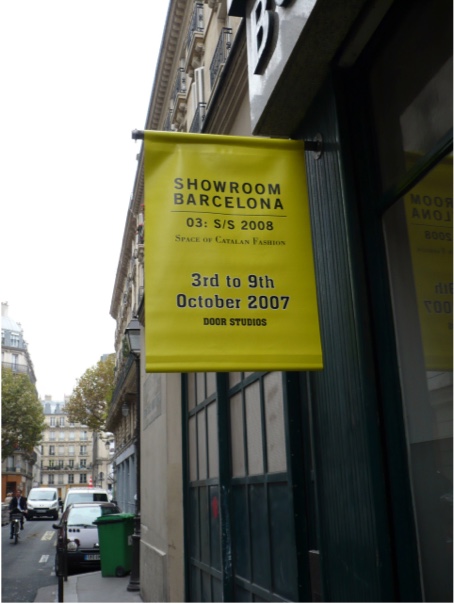 B
SHOWROOM
BARCELONA
03: S/S 2008
SPACE OF CATALAN FASHION
3rd to 9th
October 2007
DOOR STUDIOS